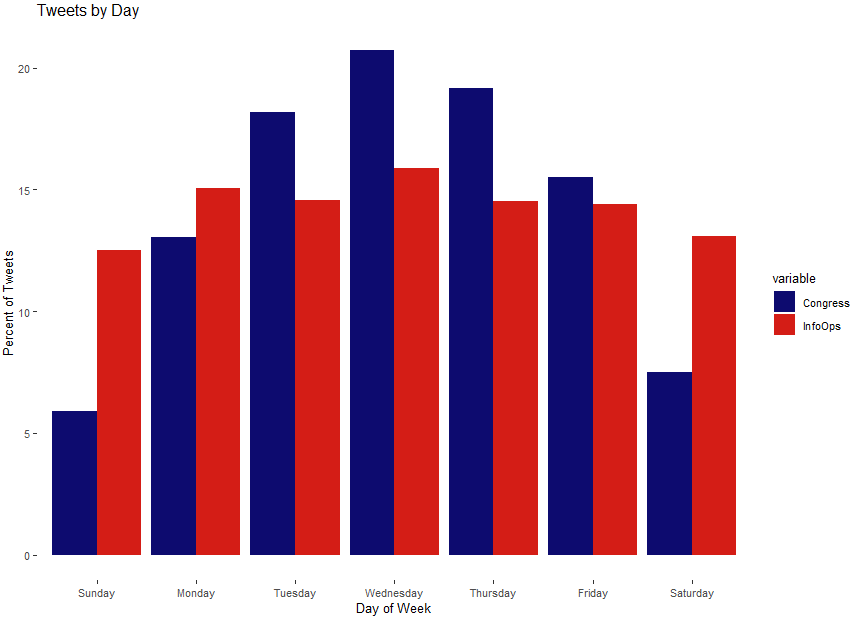 Tweets by Day
Percent of Tweets
20
15
10
5
0
Sunday Monday Tuesday Wednesday Thursday Friday Saturday
Day of Week
variable
Congress
InfoOps